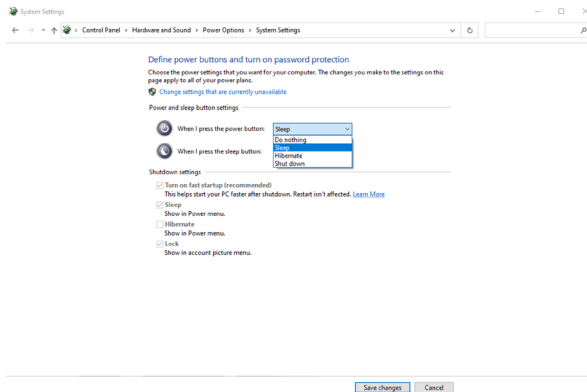 System Settings
Control Panel > Hardware and Sound > Power Options > System Settings
Define power buttons and turn on password protection
Choose the power settings that you want for your computer. The changes you make to the settings on this
page apply to all of your power plans.
Change settings that are currently unavailable
Power and sleep button settings
When I press the power button: Sleep
Do nothing
Sleep
When I press the sleep button:
Hibernate
Shut down
Shutdown settings
Turn on fast startup (recommended)
This helps start your PC faster after shutdown. Restart isn't affected. Learn More
Sleep
Show in Power menu.
Hibernate
Show in Power menu.
Lock
Show in account picture menu.
Save changes Cancel